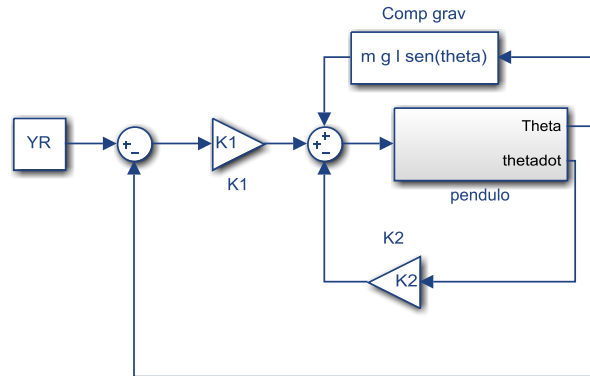 Comp grav
m g l sen(theta)
YR
+
−
K1
K1
+
+
−
Theta
thetadot
pendulo
K2
K2